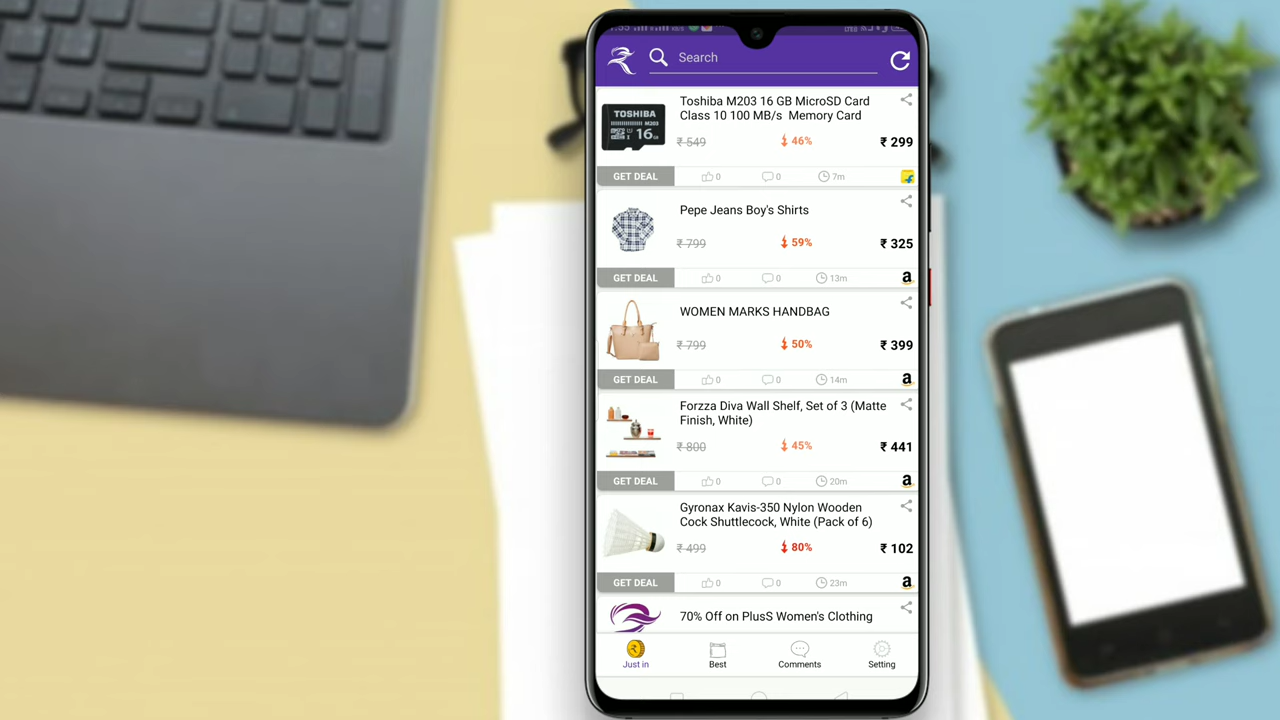 Search
Toshiba M203 16 GB MicroSD Card
Class 10 100 MB/s Memory Card
TOSHIBA
M203
16
₹ 549
46%
₹ 299
GET DEAL
0
0
7m
Pepe Jeans Boy's Shirts
₹ 799
59%
₹ 325
GET DEAL
0
0
13m
a
WOMEN MARKS HANDBAG
₹ 799
50%
₹ 399
GET DEAL
0
0
14m
a
Forzza Diva Wall Shelf, Set of 3 (Matte
Finish, White)
₹ 800
45%
₹ 441
GET DEAL
0
0
20m
a
Gyronax Kavis-350 Nylon Wooden
Cock Shuttlecock, White (Pack of 6)
₹ 499
80%
₹ 102
GET DEAL
0
0
23m
a
70% Off on PlusS Women's Clothing
Just in
Best
Comments
Setting